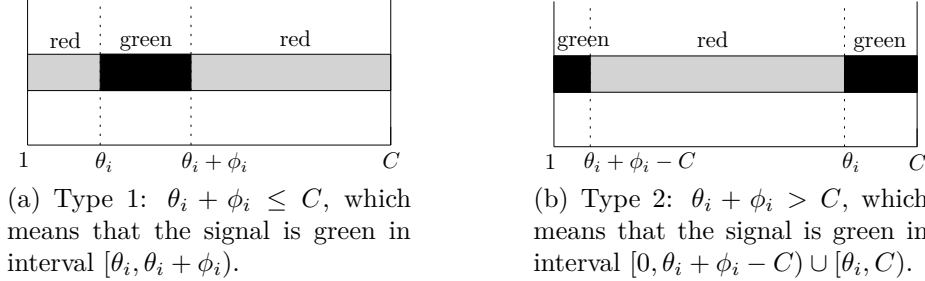 red green red
1 θ_i θ_i + ϕ_i C
(a) Type 1: θ_i + ϕ_i ≤ C, which
means that the signal is green in
interval [θ_i, θ_i + ϕ_i).
green red green
1 θ_i + ϕ_i − C θ_i C
(b) Type 2: θ_i + ϕ_i > C, which
means that the signal is green in
interval [0, θ_i + ϕ_i − C) ∪ [θ_i, C).